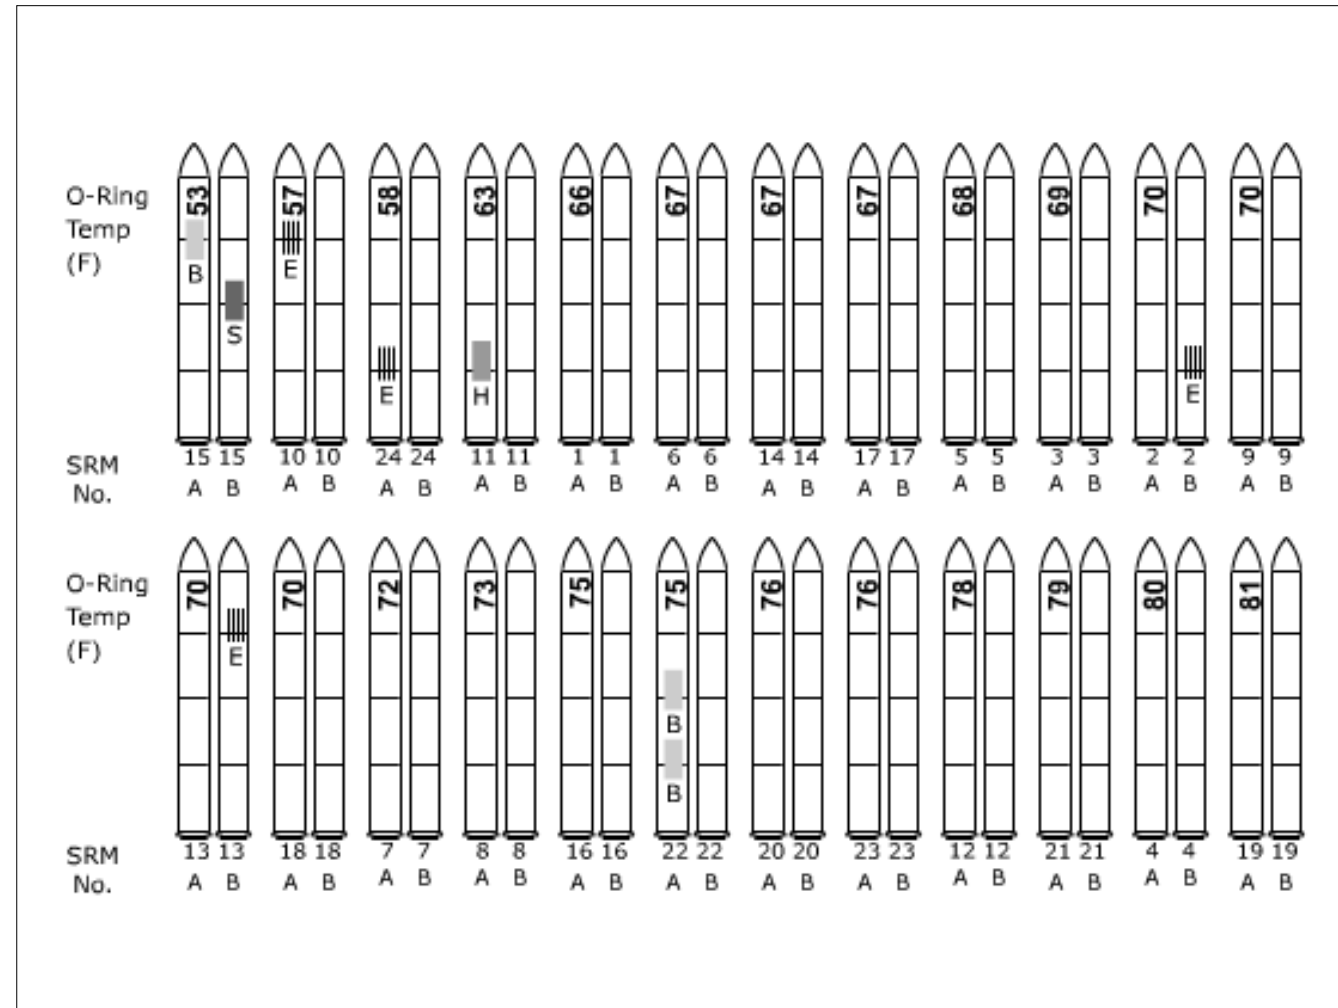 O-Ring
Temp
(F)
53 57 58 63 66 67 67 67 68 69 70 70
B
E
S
E
H
E
SRM
No.
15 15 10 10 24 24 11 11 1 1 6 6 14 14 17 17 5 5 3 3 2 2 9 9
A B A B A B A B A B A B A B A B A B A B A B A B
O-Ring
Temp
(F)
70 70 72 73 75 75 76 76 78 79 80 81
E
B
B
SRM
No.
13 13 18 18 7 7 8 8 16 16 22 22 20 20 23 23 12 12 21 21 4 4 19 19
A B A B A B A B A B A B A B A B A B A B A B A B